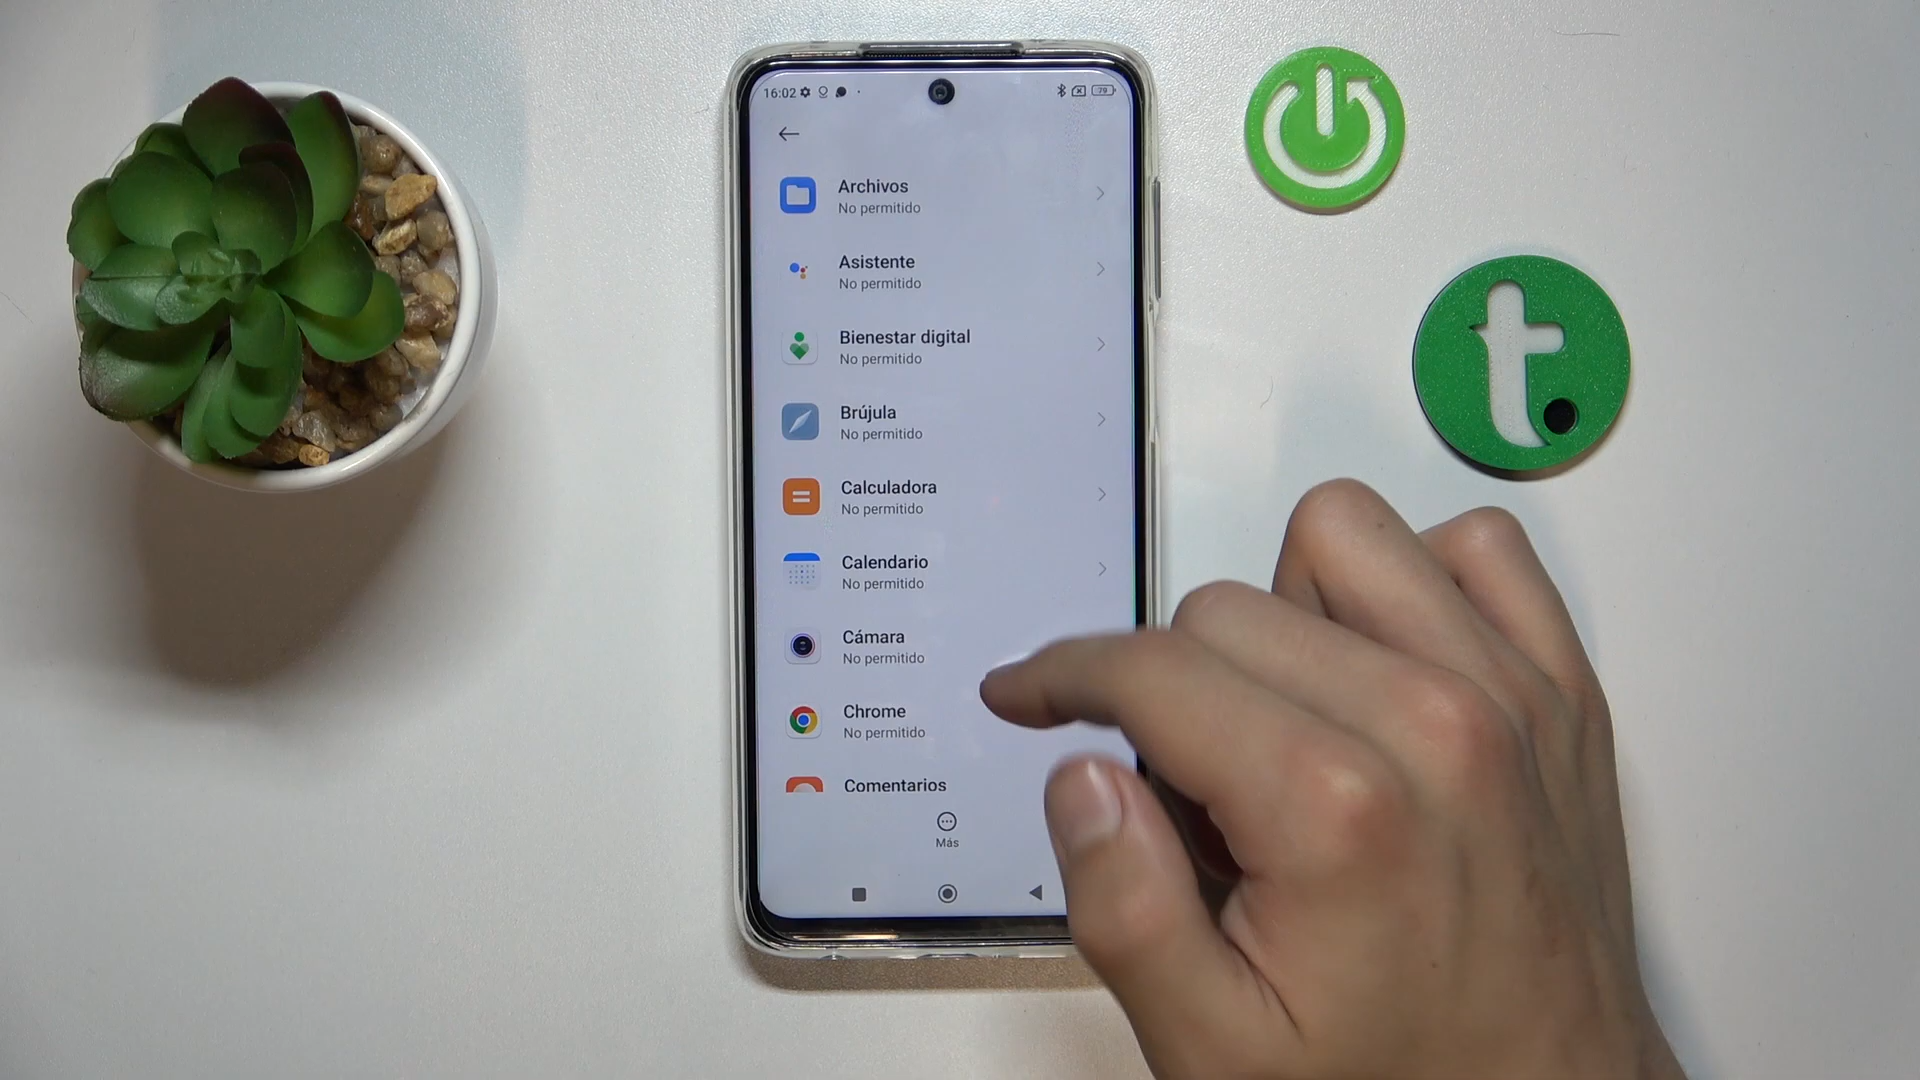 16:02
79
Archivos
No permitido
Asistente
No permitido
Bienestar digital
No permitido
Brújula
No permitido
Calculadora
No permitido
Calendario
No permitido
Cámara
No permitido
Chrome
No permitido
Comentarios
Más
t